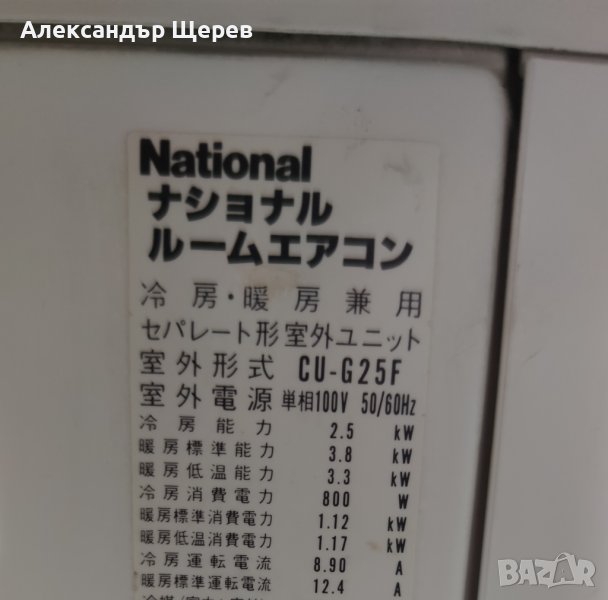 Александър Щерев
National
ナショナル
ルームエアコン
冷房・暖房兼用
セパレート形室外ユニット
室外形式 CU-G25F
室外電源 単相100V 50/60Hz
冷房能力 2.5 kW
暖房標準能力 3.8 kW
暖房低温能力 3.3 kW
冷房消費電力 800 W
暖房標準消費電力 1.12 kW
暖房低温消費電力 1.17 kW
冷房運転電流 8.90 A
暖房標準運転電流 12.4 A
BAZAR